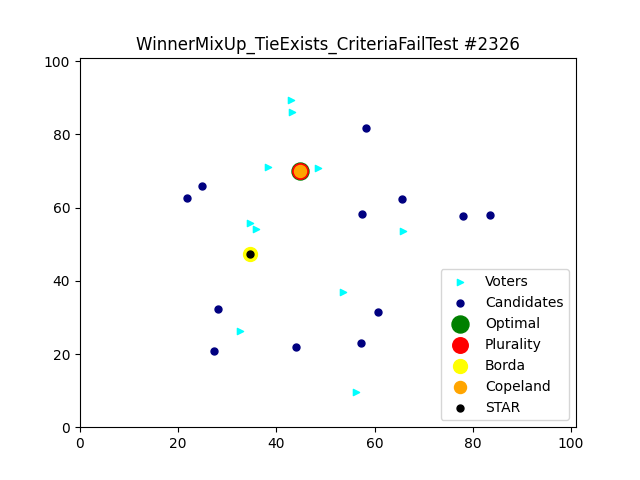 WinnerMixUp_TieExists_CriteriaFailTest #2326
100
80
60
40
20
0
0 20 40 60 80 100
Voters
Candidates
Optimal
Plurality
Borda
Copeland
STAR